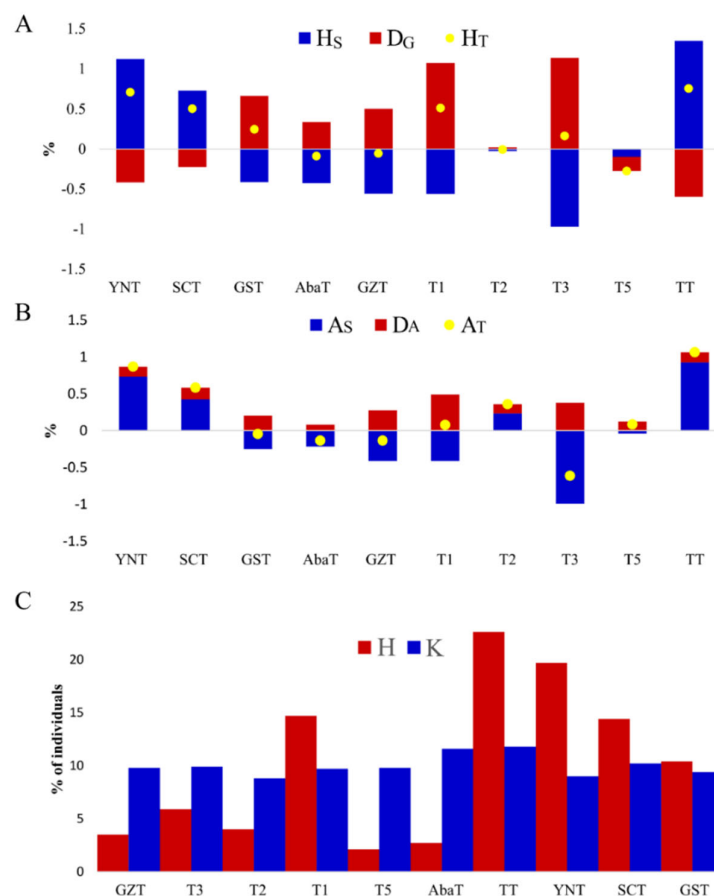 A
HS DG HT
1.5
1
0.5
0
-0.5
-1
-1.5
%
YNT SCT GST AbaT GZT T1 T2 T3 T5 TT
B
AS DA AT
1.5
1
0.5
0
-0.5
-1
-1.5
%
YNT SCT GST AbaT GZT T1 T2 T3 T5 TT
C
H K
25
20
15
10
5
0
% of individuals
GZT T3 T2 T1 T5 AbaT TT YNT SCT GST